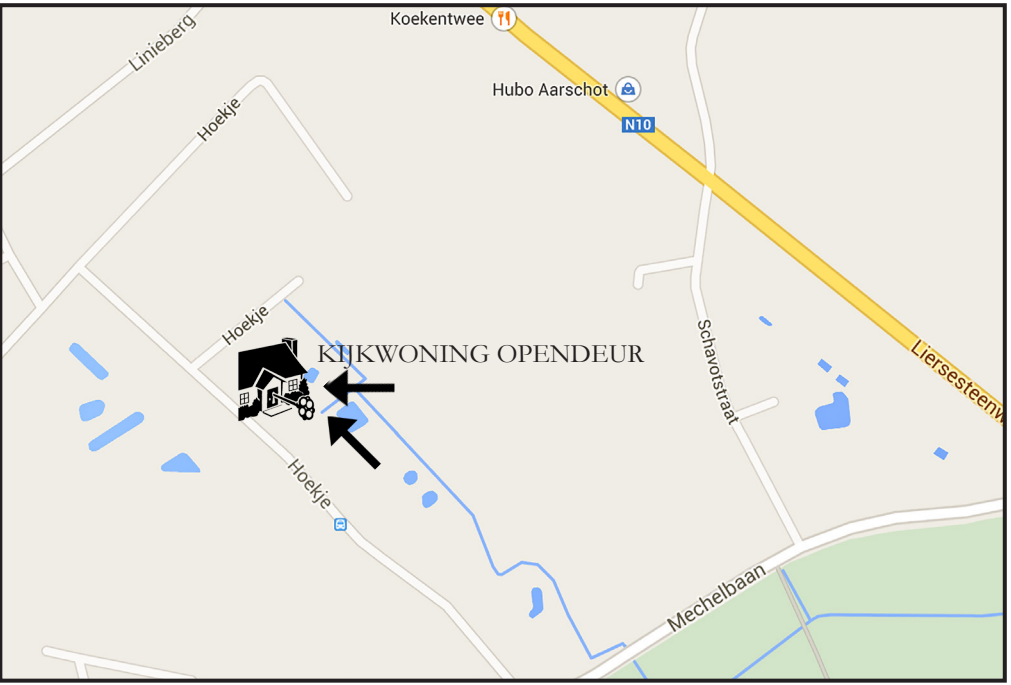 Koekentwee
Linieberg
Hubo Aarschot
Hoekje
N10
Hoekje
KIJKWONING OPENDEUR
Schavotstraat
Liersesteenw
Hoekje
Mechelbaan